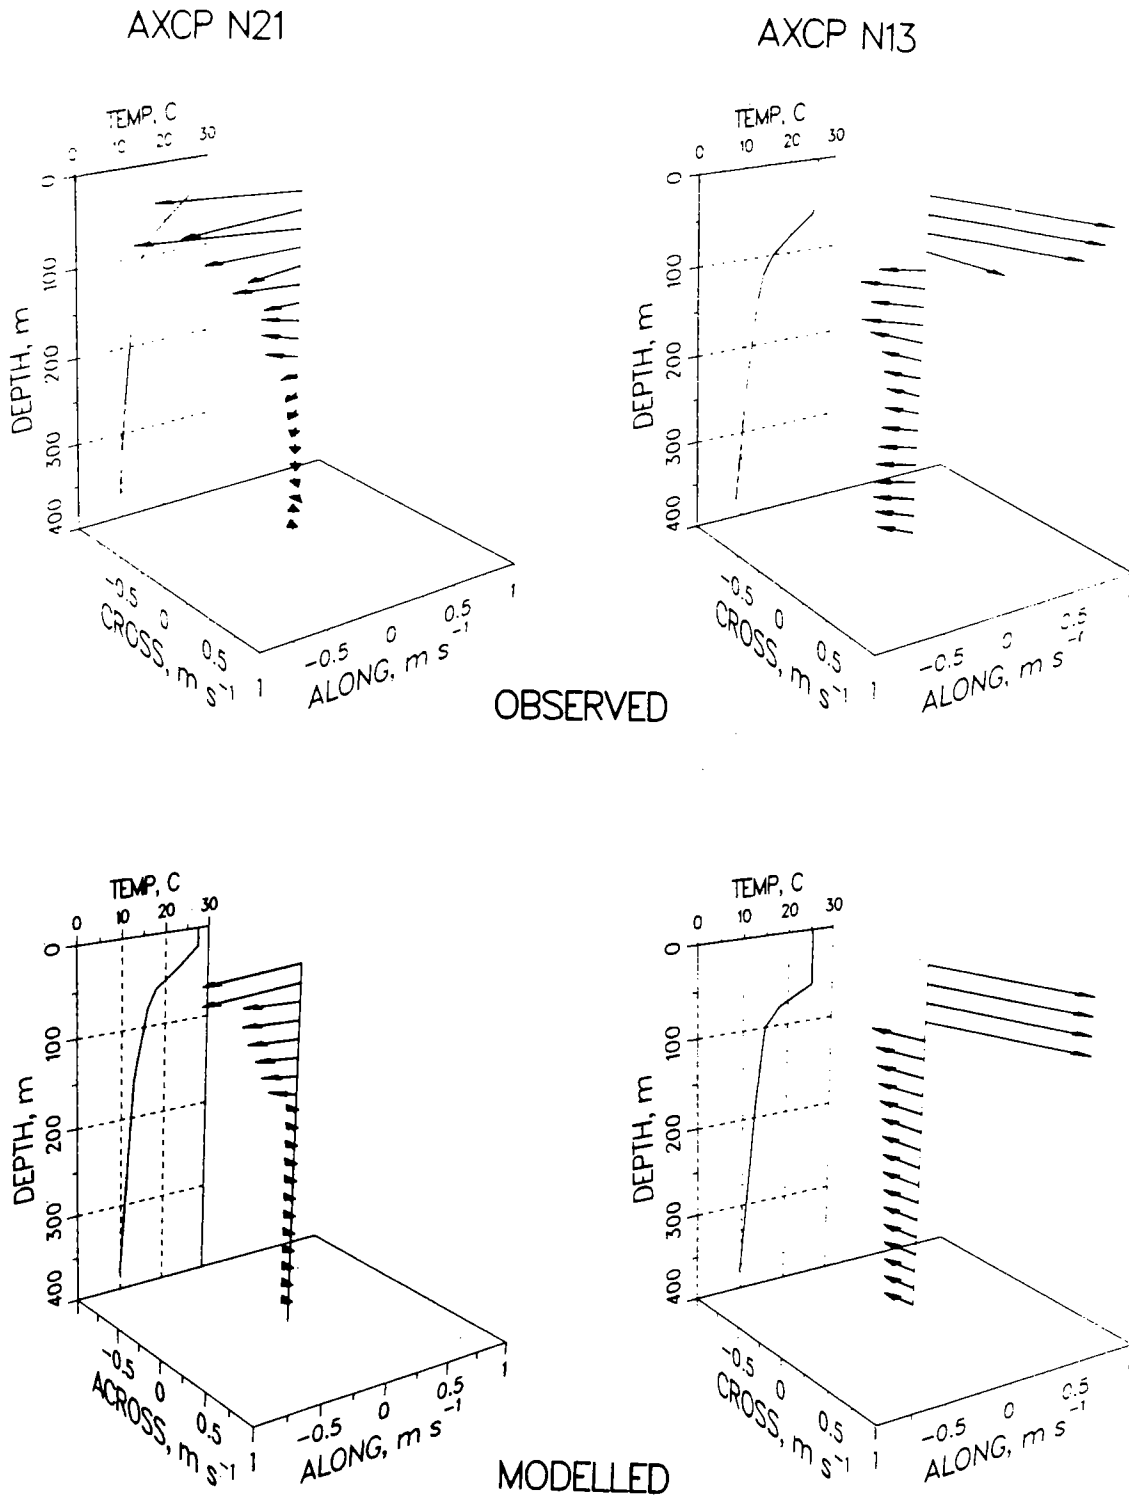 AXCP N21
AXCP N13
TEMP, C
0 10 20 30
DEPTH, m
0
100
200
300
400
-0.5 0 0.5 1
CROSS, m s⁻¹
-0.5 0 0.5 1
ALONG, m s⁻¹
TEMP, C
0 10 20 30
DEPTH, m
0
100
200
300
400
-0.5 0 0.5 1
CROSS, m s⁻¹
-0.5 0 0.5
ALONG, m s⁻¹
OBSERVED
TEMP, C
0 10 20 30
DEPTH, m
0
100
200
300
400
-0.5 0 0.5 1
ACROSS, m s⁻¹
-0.5 0 0.5 1
ALONG, m s⁻¹
TEMP, C
0 10 20 30
DEPTH, m
0
100
200
300
400
-0.5 0 0.5 1
CROSS, m s⁻¹
-0.5 0 0.5
ALONG, m s⁻¹
MODELLED